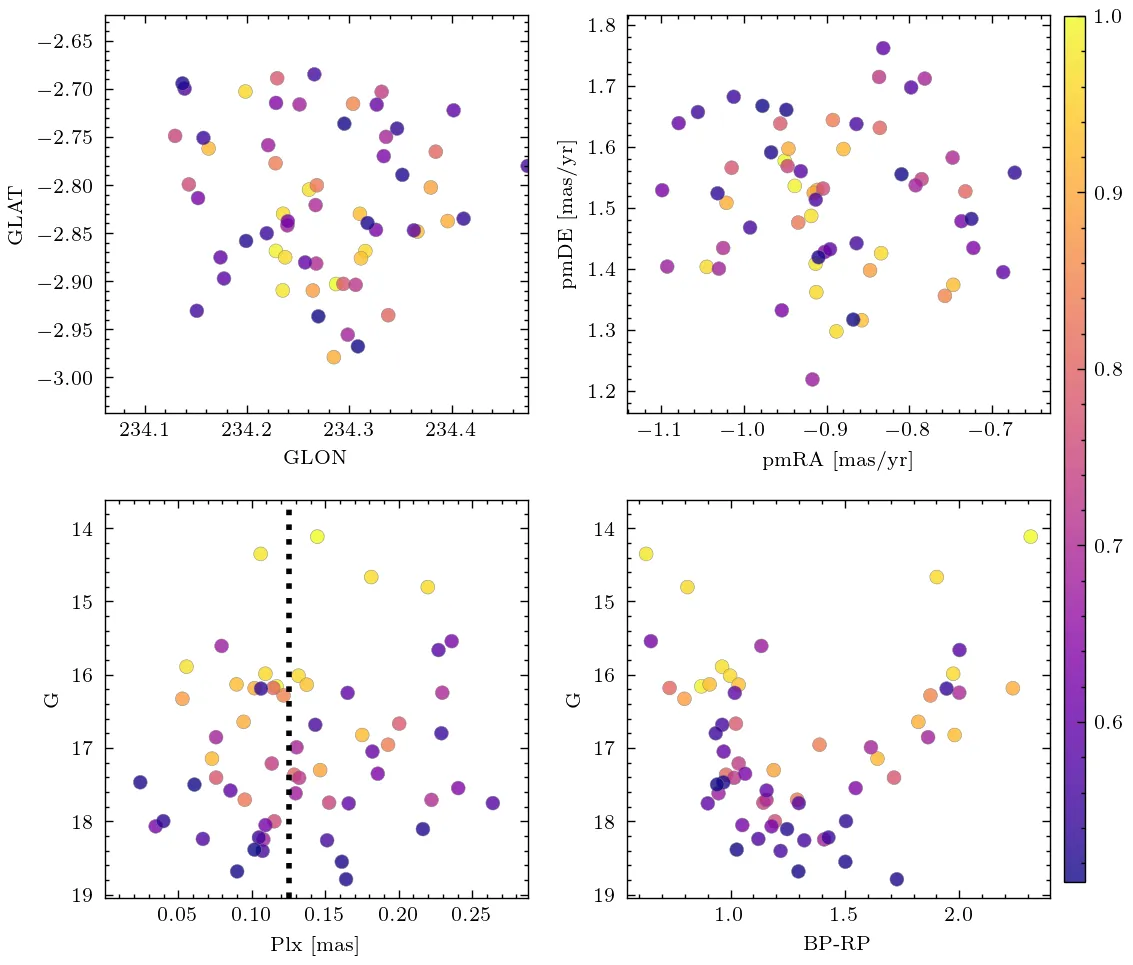 −2.65
−2.70
−2.75
−2.80
−2.85
−2.90
−2.95
−3.00
GLAT
234.1 234.2 234.3 234.4
GLON
1.8
1.7
1.6
1.5
1.4
1.3
1.2
pmDE [mas/yr]
−1.1 −1.0 −0.9 −0.8 −0.7
pmRA [mas/yr]
14
15
16
17
18
19
G
0.05 0.10 0.15 0.20 0.25
Plx [mas]
14
15
16
17
18
19
G
1.0 1.5 2.0
BP-RP
1.0
0.9
0.8
0.7
0.6